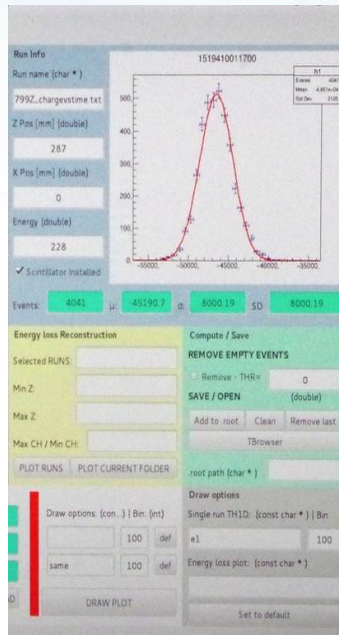 Run Info
Run name (char * )
799Z..chargevstime.txt
Z Pos [mm] (double)
287
X Pos [mm] (double)
0
Energy (double)
228
Scintillator Installed
1519410011700
h1
Events 4041
Mean
Std Dev
500
400
300
200
100
0
-55000. -50000. -45000. -40000. -35000.
Events: 4041 μ: -45190.7 σ: 8000.19 SD: 8000.19
Energy loss Reconstruction
Selected RUNS:
Min Z:
Max Z:
Max CH / Min CH:
PLOT RUNS PLOT CURRENT FOLDER
Compute / Save
REMOVE EMPTY EVENTS
Remove - THR= 0
SAVE / OPEN (double)
Add to .root Clean Remove last
TBrowser
root path (char * )
Draw options: (con...) | Bin: (int)
100 def
same 100 def
DRAW PLOT
Draw options
Single run TH1D: (const char * ) | Bin
e1 100
Energy loss plot: (const char * )
Set to default